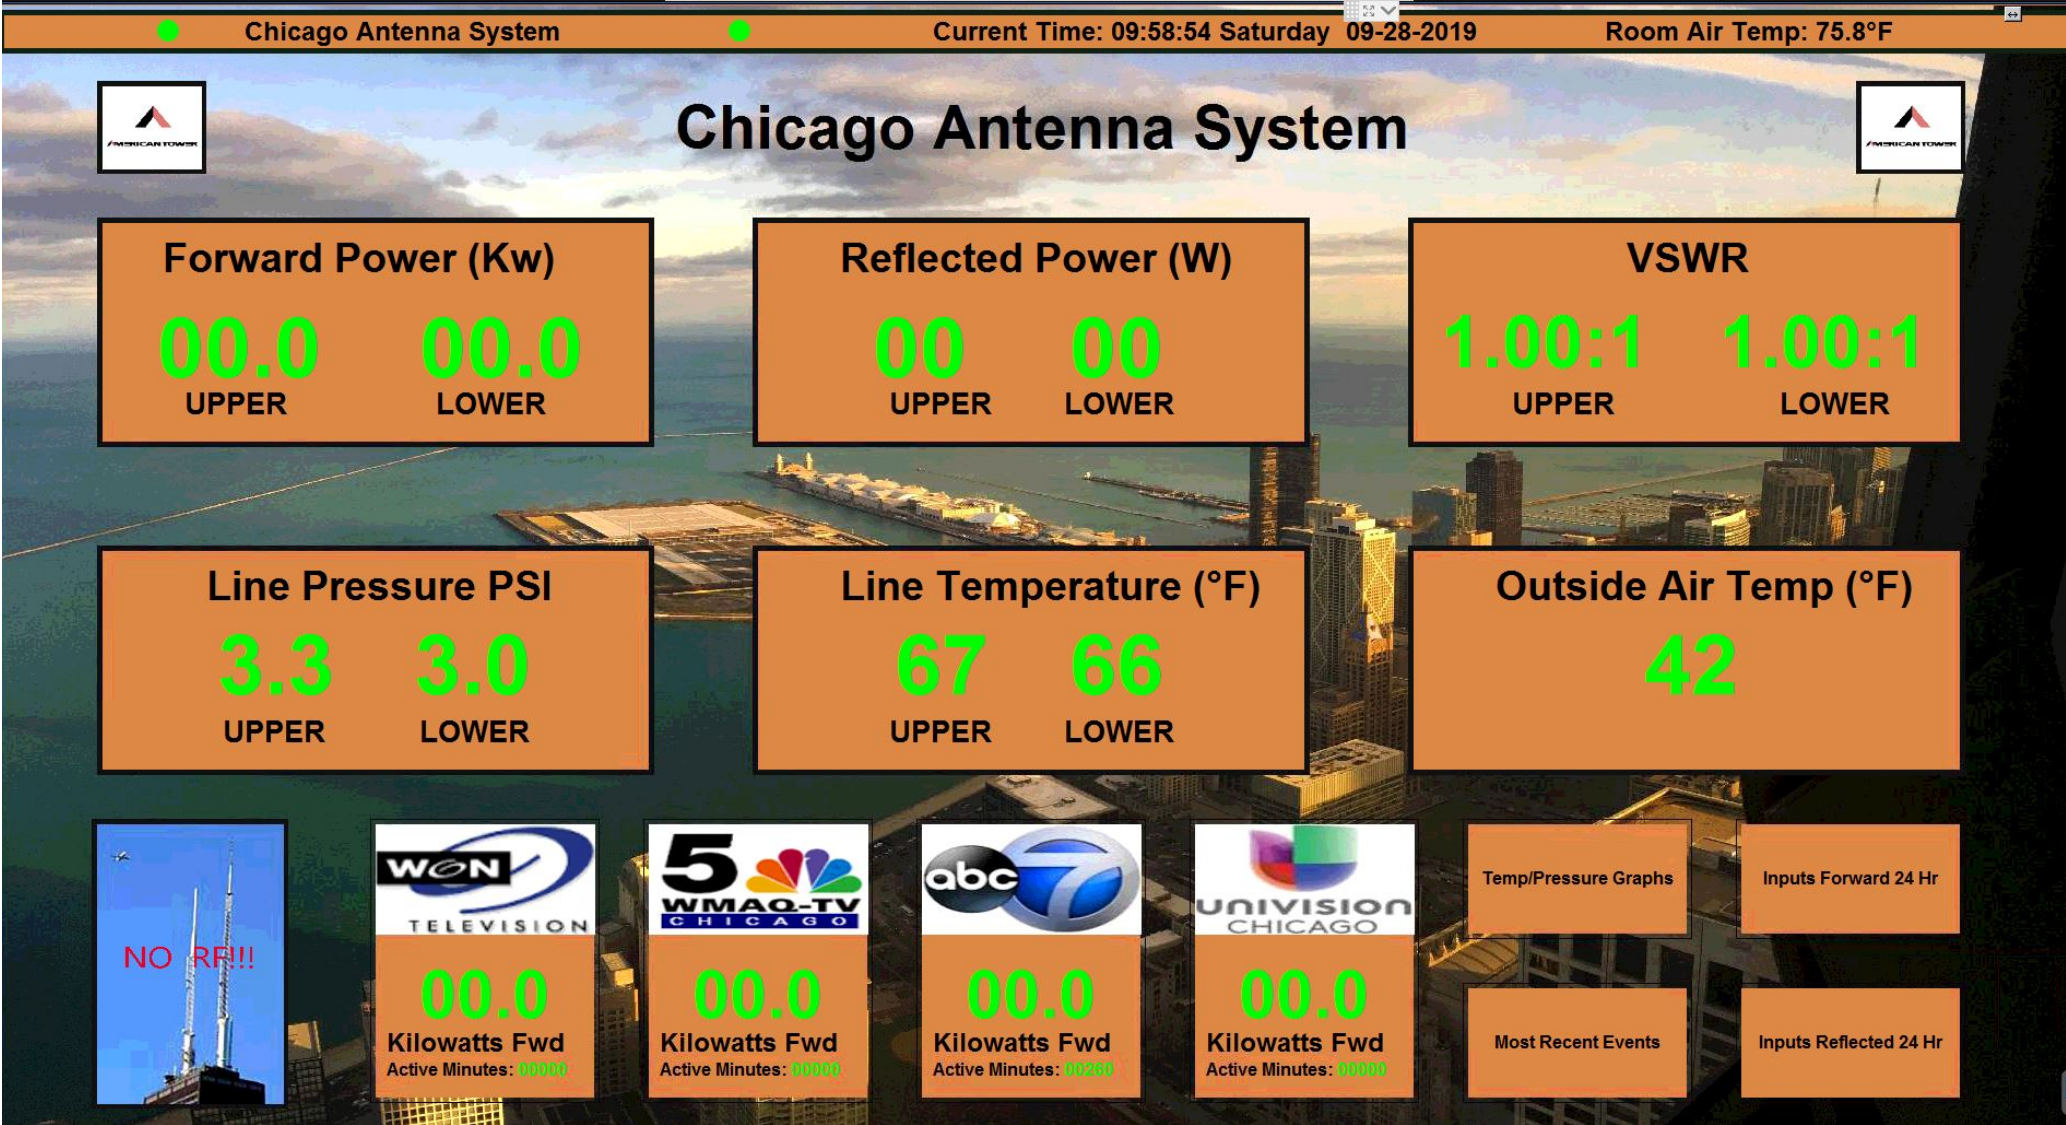 Chicago Antenna System
Current Time: 09:58:54 Saturday 09-28-2019
Room Air Temp: 75.8°F
AMERICAN TOWER
Chicago Antenna System
AMERICAN TOWER
Forward Power (Kw)
00.0 00.0
UPPER LOWER
Reflected Power (W)
00 00
UPPER LOWER
VSWR
1.00:1 1.00:1
UPPER LOWER
Line Pressure PSI
3.3 3.0
UPPER LOWER
Line Temperature (°F)
67 66
UPPER LOWER
Outside Air Temp (°F)
42
NO RF!!!
WGN
TELEVISION
00.0
Kilowatts Fwd
Active Minutes: 00000
5
WMAQ-TV
CHICAGO
00.0
Kilowatts Fwd
Active Minutes: 00000
abc 7
00.0
Kilowatts Fwd
Active Minutes: 00260
UNIVISION
CHICAGO
00.0
Kilowatts Fwd
Active Minutes: 00000
Temp/Pressure Graphs
Inputs Forward 24 Hr
Most Recent Events
Inputs Reflected 24 Hr